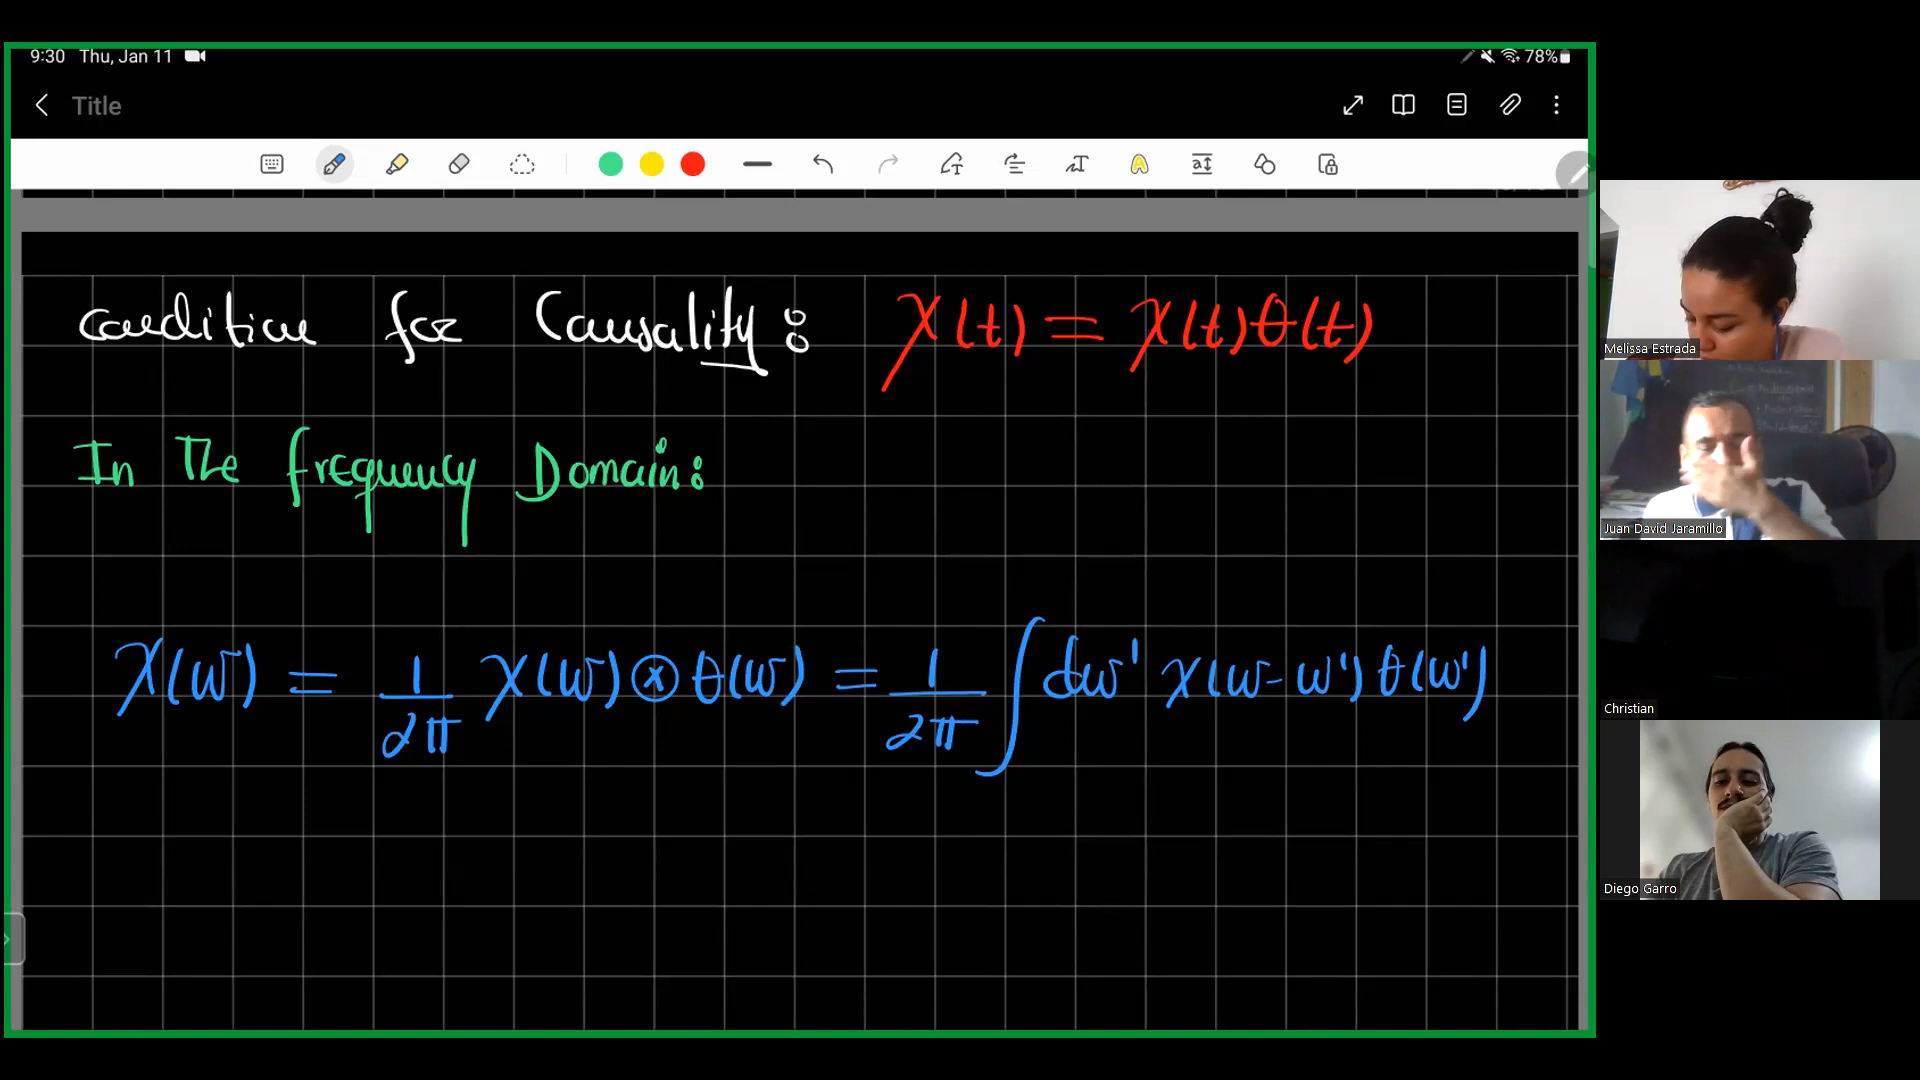 9:30 Thu, Jan 11 78%
Title
Condition for Causality: χ(t) = χ(t)θ(t)
In The frequency Domain:
χ(ω) = 1/2π χ(ω) ⊗ θ(ω) = 1/2π ∫ dω' χ(ω-ω') θ(ω')
Melissa Estrada
Juan David Jaramillo
Christian
Diego Garro